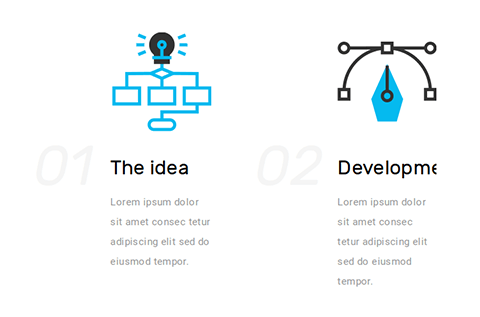 01
The idea
Lorem ipsum dolor
sit amet consec tetur
adipiscing elit sed do
eiusmod tempor.
02
Developme
Lorem ipsum dolor
sit amet consec
tetur adipiscing elit
sed do eiusmod
tempor.